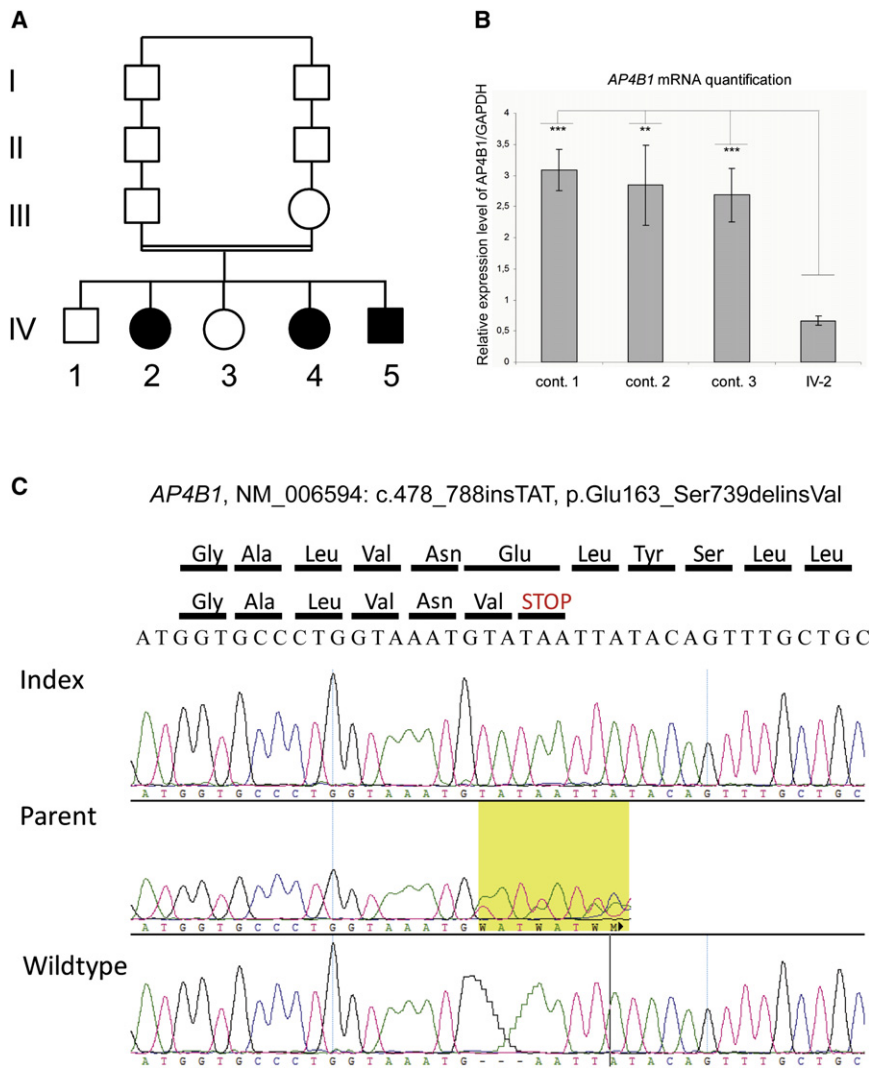 A
I
II
III
IV
1 2 3 4 5
B
AP4B1 mRNA quantification
Relative expression level of AP4B1/GAPDH
4
3,5
3
2,5
2
1,5
1
0,5
0
*** ** ***
cont. 1 cont. 2 cont. 3 IV-2
C
AP4B1, NM_006594: c.478_788insTAT, p.Glu163_Ser739delinsVal
Gly Ala Leu Val Asn Glu Leu Tyr Ser Leu Leu
Gly Ala Leu Val Asn Val STOP
ATGGTGCCCTGGTAAATGTATAATTATACAGTTTGCTGC
Index
ATGGTGCCCTGGTAAATGTATAATTATACAGTTTGCTGC
Parent
ATGGTGCCCTGGTAAATGWATWATWM
Wildtype
ATGGTGCCCTGGTAAATG---AATTATACAGTTTGCTGC